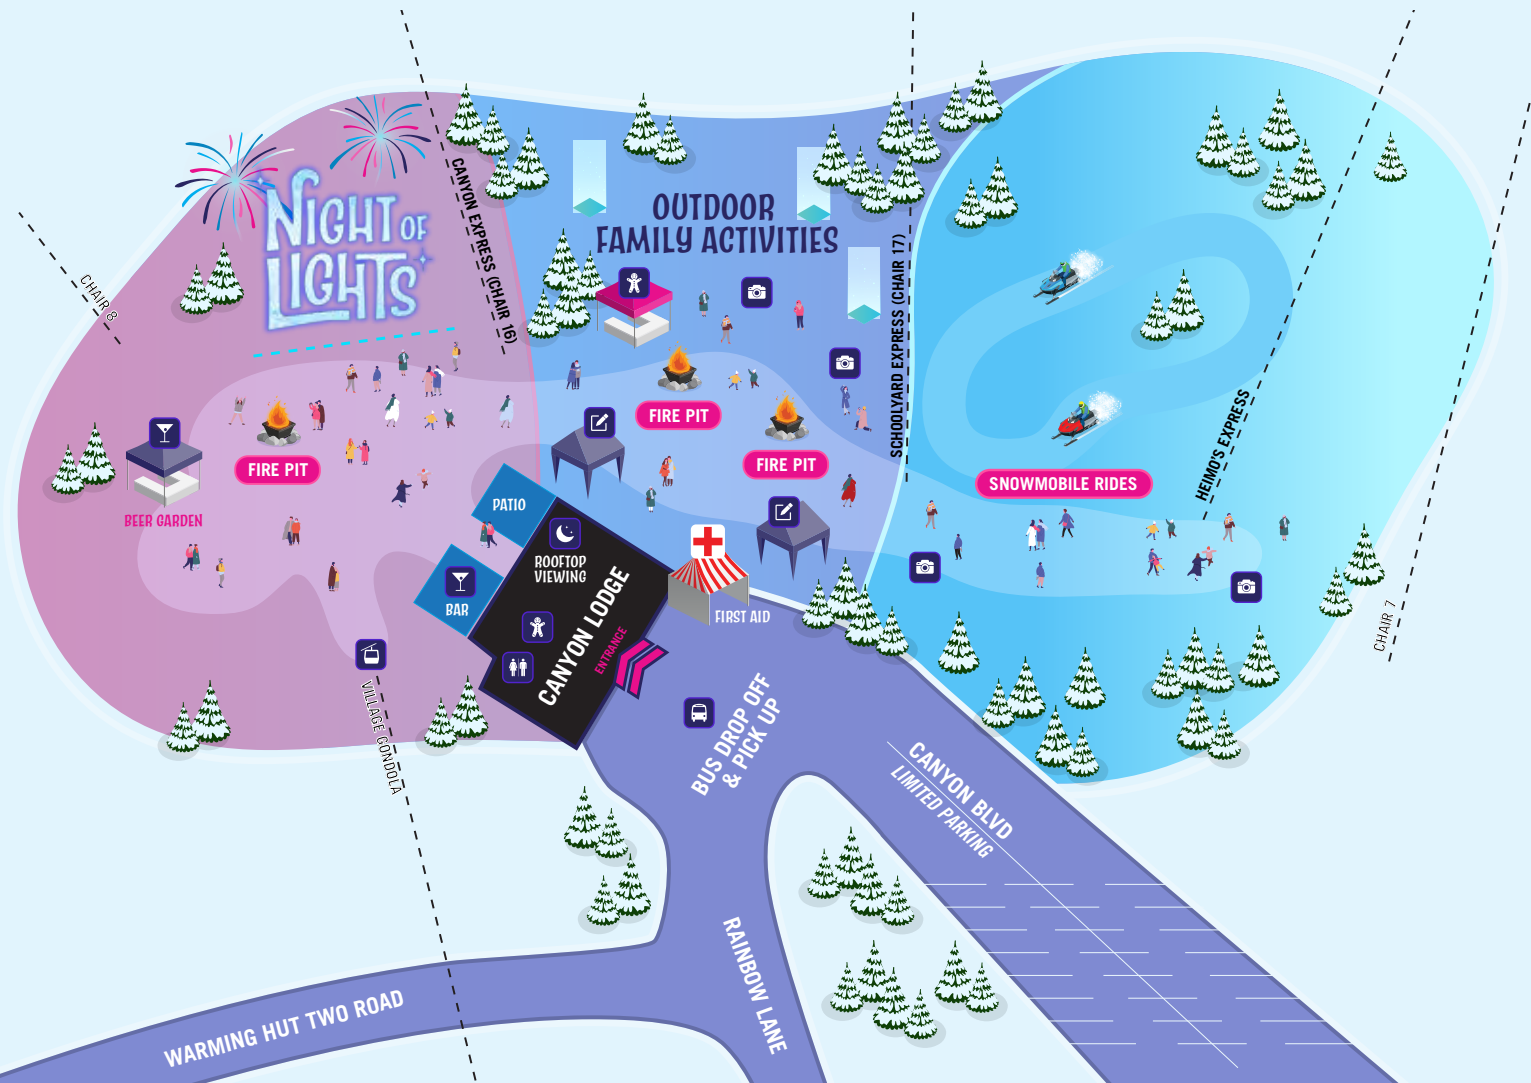 NIGHT OF
LIGHTS
CANYON EXPRESS (CHAIR 16)
OUTDOOR
FAMILY ACTIVITIES
SCHOOLYARD EXPRESS (CHAIR 17)
CHAIR 8
HEIMO'S EXPRESS
CHAIR 7
FIRE PIT
FIRE PIT
FIRE PIT
SNOWMOBILE RIDES
BEER GARDEN
PATIO
BAR
ROOFTOP
VIEWING
CANYON LODGE
ENTRANCE
FIRST AID
VILLAGE GONDOLA
BUS DROP OFF
& PICK UP
CANYON BLVD
LIMITED PARKING
RAINBOW LANE
WARMING HUT TWO ROAD